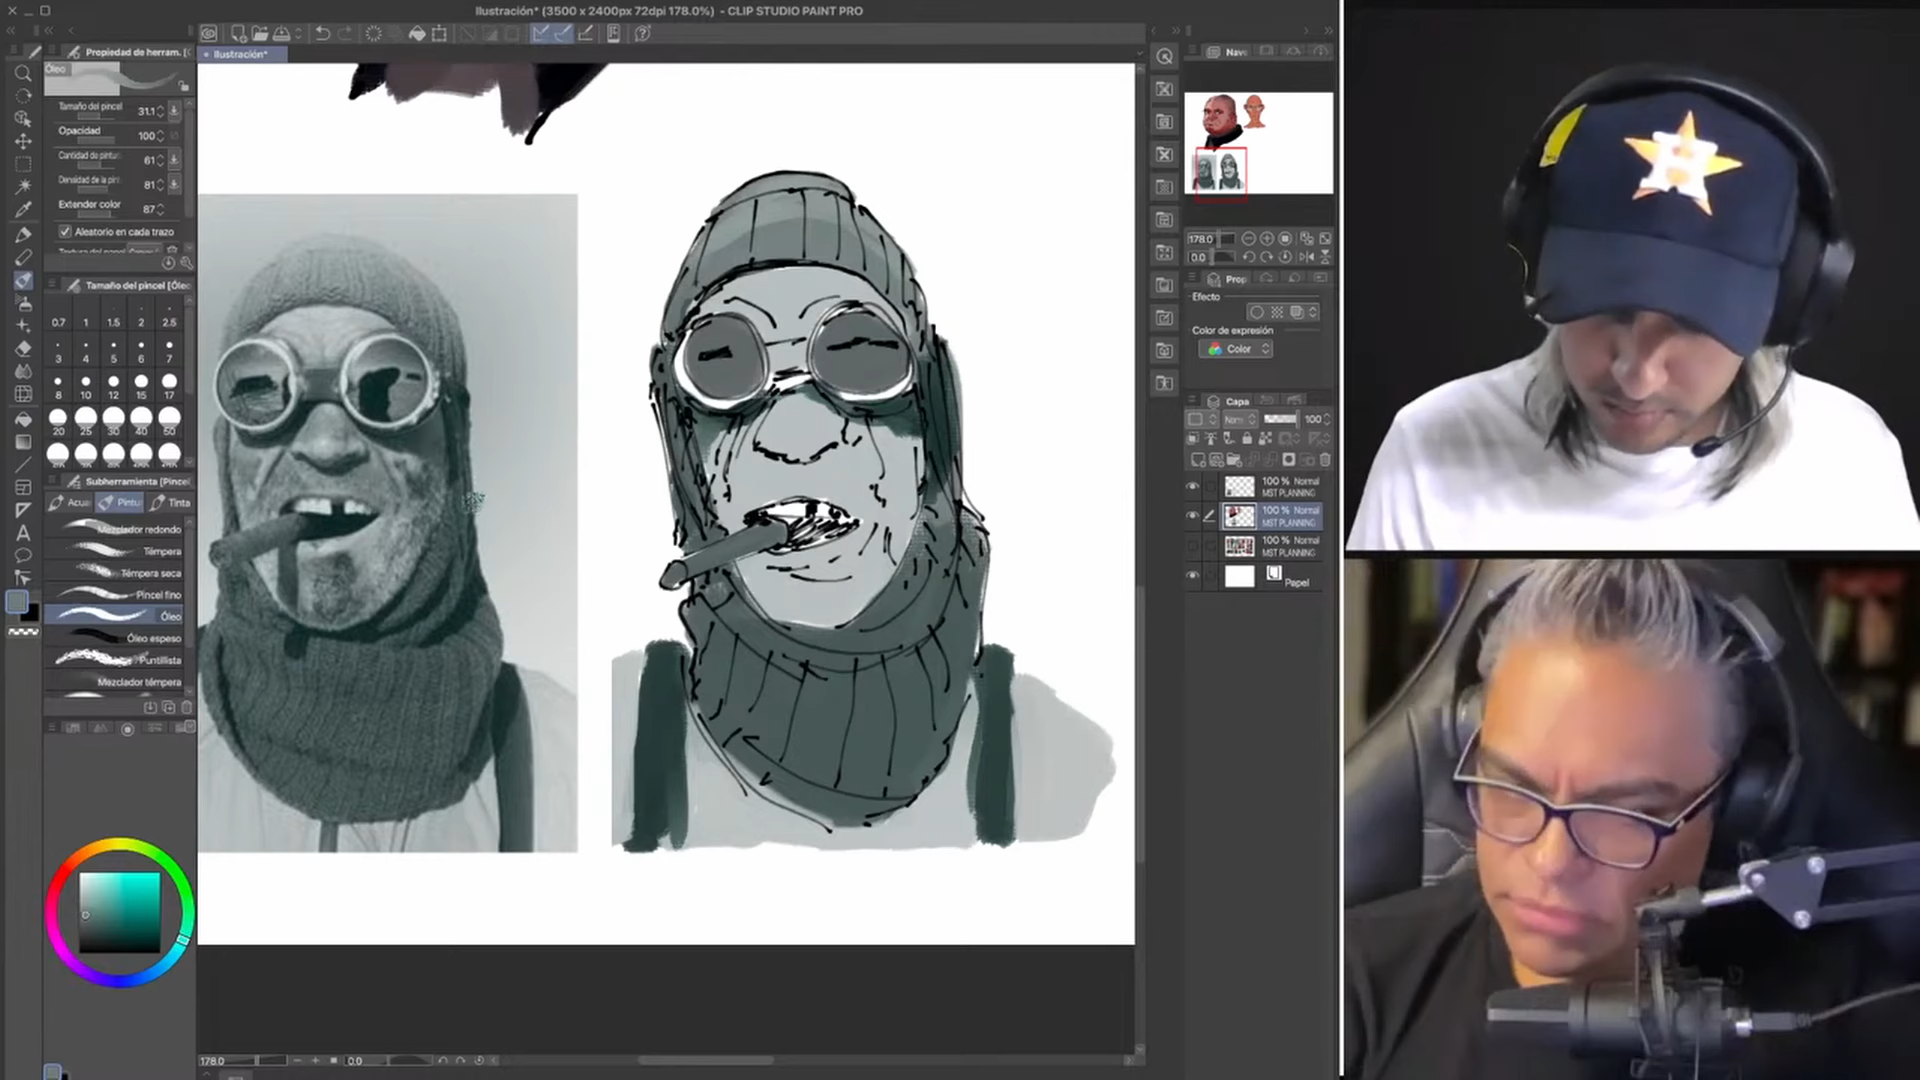 Ilustración* (3500 x 2400px 72dpi 178.0%) - CLIP STUDIO PAINT PRO
Propiedad de herram. [
Ilustración*
Nave
Óleo
Tamaño del pincel 31.1
Opacidad 100
Cantidad de pintur 61
Densidad de la pin 81
Extender color 87
Aleatorio en cada trazo
Tamaño del pincel [Óleo
0.7 1 1.5 2 2.5
3 4 5 6 7
8 10 12 15 17
20 25 30 40 50
Subherramienta [Pincel
Acua Pintu Tinta
Mezclador redondo
Témpera
Témpera seca
Pincel fino
Óleo
Óleo espeso
Puntillista
Mezclador témpera
178.0
0.0
Prop
Efecto
Color de expresión
Color
Capa
Norm 100
100 % Normal
MST PLANNING
100 % Normal
MST PLANNING
100 % Normal
MST PLANNING
Papel
178.0 0.0
H